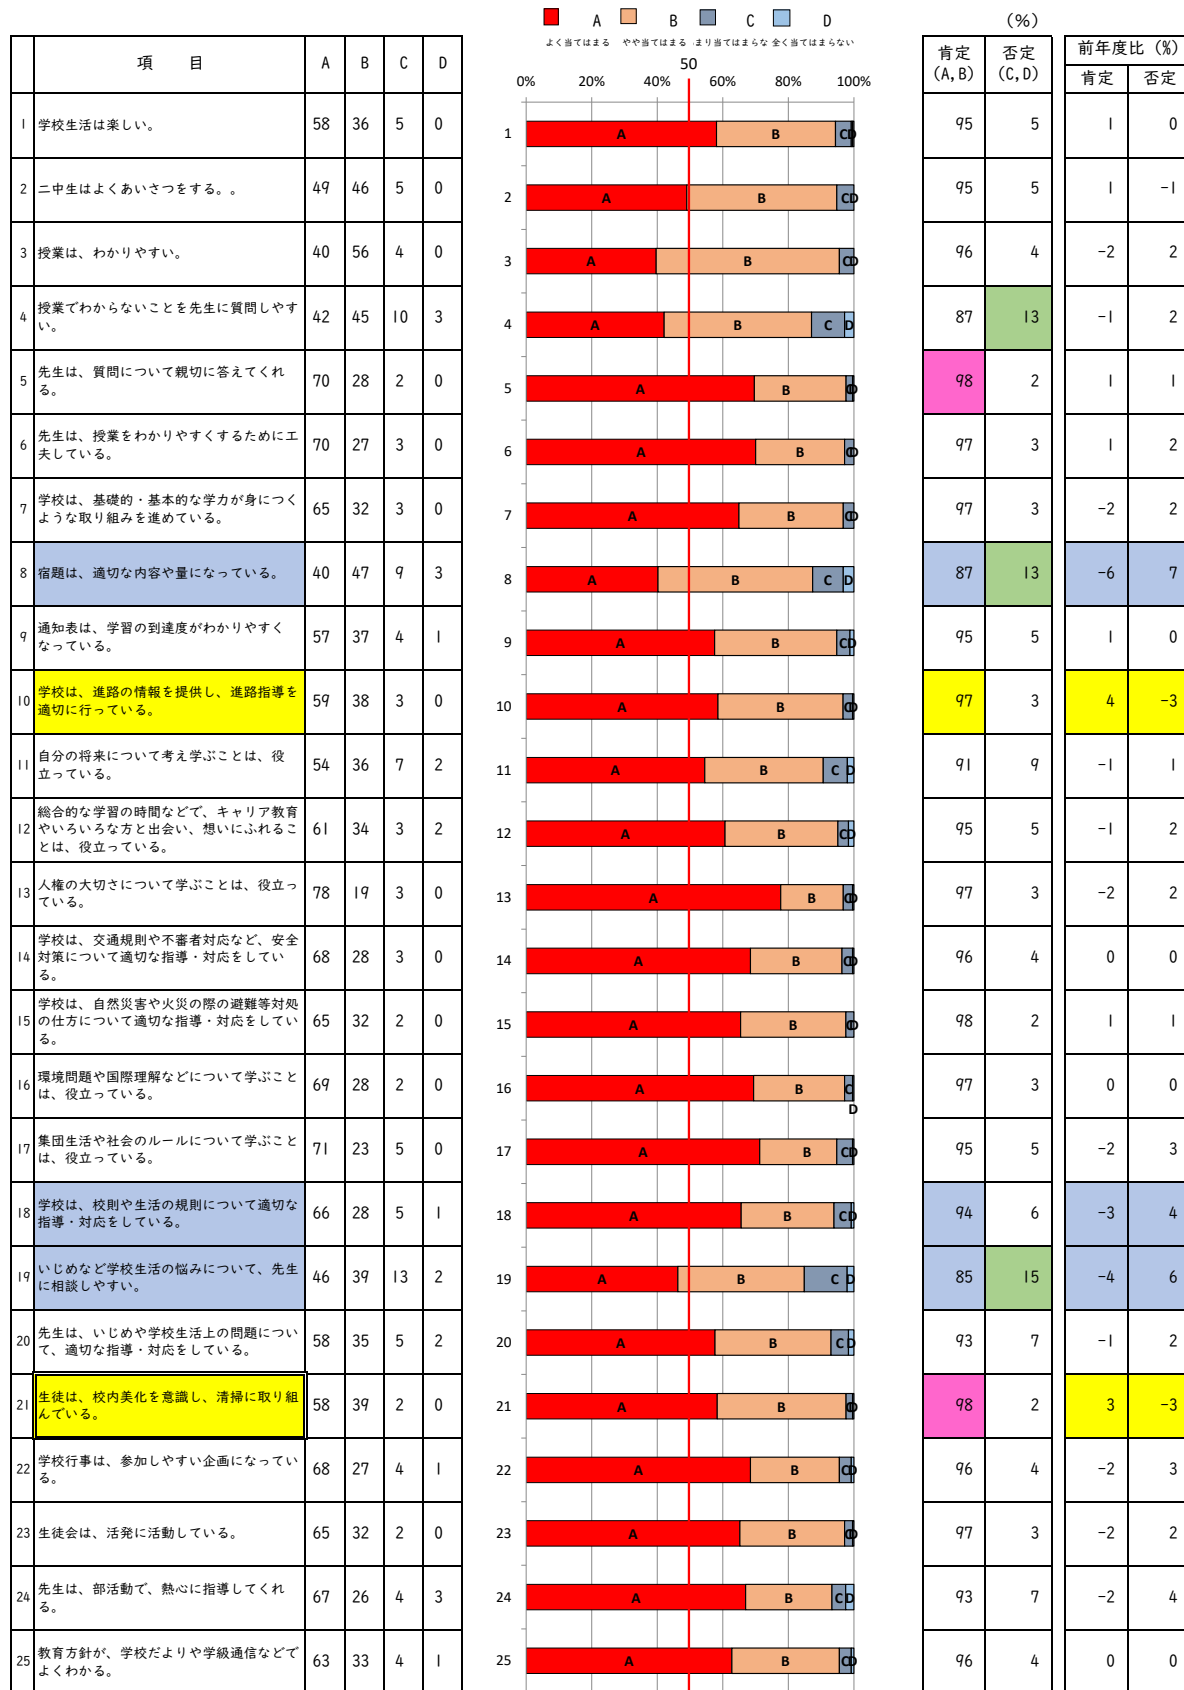 A B C D
よく当てはまる やや当てはまる まり当てはまらな 全く当てはまらない
(%)
項 目 A B C D
0% 20% 40% 50 60% 80% 100%
肯定 (A,B) 否定 (C,D) 前年度比 (%) 肯定 否定
1 学校生活は楽しい。 58 36 5 0 1 A B C D 95 5 1 0
2 二中生はよくあいさつをする。。 49 46 5 0 2 A B C D 95 5 1 -1
3 授業は、わかりやすい。 40 56 4 0 3 A B C D 96 4 -2 2
4 授業でわからないことを先生に質問しやす
い。 42 45 10 3 4 A B C D 87 13 -1 2
5 先生は、質問について親切に答えてくれ
る。 70 28 2 0 5 A B C D 98 2 1 1
6 先生は、授業をわかりやすくするために工
夫している。 70 27 3 0 6 A B C D 97 3 1 2
7 学校は、基礎的・基本的な学力が身につく
ような取り組みを進めている。 65 32 3 0 7 A B C D 97 3 -2 2
8 宿題は、適切な内容や量になっている。 40 47 9 3 8 A B C D 87 13 -6 7
9 通知表は、学習の到達度がわかりやすく
なっている。 57 37 4 1 9 A B C D 95 5 1 0
10 学校は、進路の情報を提供し、進路指導を
適切に行っている。 59 38 3 0 10 A B C D 97 3 4 -3
11 自分の将来について考え学ぶことは、役
立っている。 54 36 7 2 11 A B C D 91 9 -1 1
12 総合的な学習の時間などで、キャリア教育
やいろいろな方と出会い、想いにふれるこ
とは、役立っている。 61 34 3 2 12 A B C D 95 5 -1 2
13 人権の大切さについて学ぶことは、役立っ
ている。 78 19 3 0 13 A B C D 97 3 -2 2
14 学校は、交通規則や不審者対応など、安全
対策について適切な指導・対応をしてい
る。 68 28 3 0 14 A B C D 96 4 0 0
15 学校は、自然災害や火災の際の避難等対処
の仕方について適切な指導・対応をしてい
る。 65 32 2 0 15 A B C D 98 2 1 1
16 環境問題や国際理解などについて学ぶこと
は、役立っている。 69 28 2 0 16 A B C D 97 3 0 0
17 集団生活や社会のルールについて学ぶこと
は、役立っている。 71 23 5 0 17 A B C D 95 5 -2 3
18 学校は、校則や生活の規則について適切な
指導・対応をしている。 66 28 5 1 18 A B C D 94 6 -3 4
19 いじめなど学校生活の悩みについて、先生
に相談しやすい。 46 39 13 2 19 A B C D 85 15 -4 6
20 先生は、いじめや学校生活上の問題につい
て、適切な指導・対応をしている。 58 35 5 2 20 A B C D 93 7 -1 2
21 生徒は、校内美化を意識し、清掃に取り組
んでいる。 58 39 2 0 21 A B C D 98 2 3 -3
22 学校行事は、参加しやすい企画になってい
る。 68 27 4 1 22 A B C D 96 4 -2 3
23 生徒会は、活発に活動している。 65 32 2 0 23 A B C D 97 3 -2 2
24 先生は、部活動で、熱心に指導してくれ
る。 67 26 4 3 24 A B C D 93 7 -2 4
25 教育方針が、学校だよりや学級通信などで
よくわかる。 63 33 4 1 25 A B C D 96 4 0 0